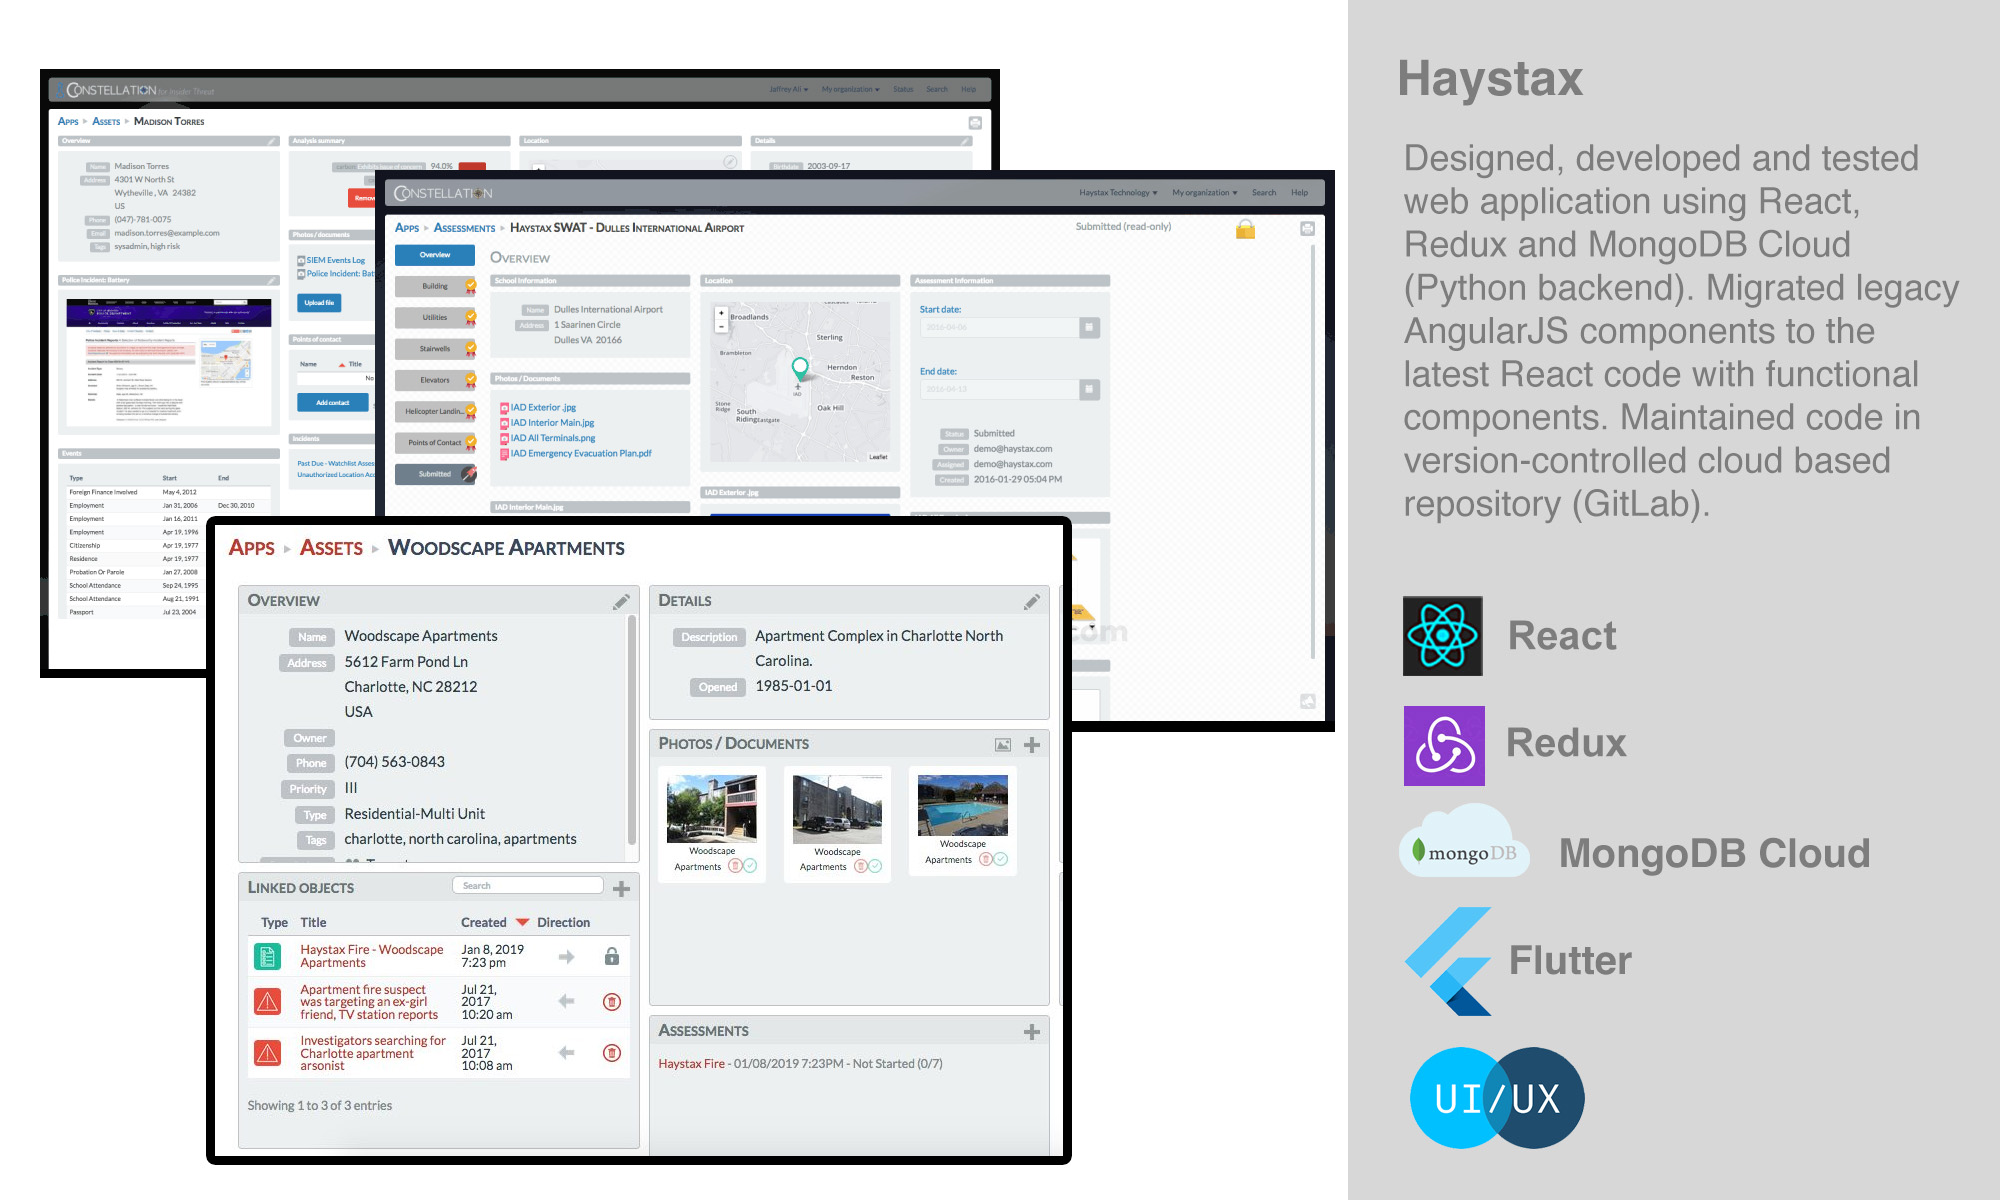 CONSTELLATION for Insider Threat
Jaffrey Ali My organization Status Search Help
APPS ASSETS MADISON TORRES
Overview
Name Madison Torres
Address 4301 W North St
Wytheville, VA 24382
US
Phone (047)-781-0075
Email madison.torres@example.com
Tags sysadmin, high risk
Police Incident: Battery
Events
Type Start End
Foreign Finance Involved May 4, 2012
Employment Jan 31, 2006 Dec 30, 2010
Employment Jan 16, 2011
Employment Apr 19, 1996
Citizenship Apr 19, 1977
Residence Apr 19, 1977
Probation Or Parole Jan 27, 2008
School Attendance Sep 24, 1995
School Attendance Aug 21, 1991
Passport Jul 23, 2004
Analysis summary
94.0%
Remov
Photos / documents
SIEM Events Log
Police Incident: Bat
Upload file
Points of contact
Name Title
No
Add contact
Incidents
Past Due - Watchlist Asses
Unauthorized Location Acc
Location
Details
Birthdate 2003-09-17
CONSTELLATION
Haystax Technology My organization Search Help
APPS ASSESSMENTS HAYSTAX SWAT - DULLES INTERNATIONAL AIRPORT
Submitted (read-only)
Overview
Building
Utilities
Stairwells
Elevators
Helicopter Landin...
Points of Contact
Submitted
OVERVIEW
School Information
Name Dulles International Airport
Address 1 Saarinen Circle
Dulles VA 20166
Photos / Documents
IAD Exterior .jpg
IAD Interior Main.jpg
IAD All Terminals.png
IAD Emergency Evacuation Plan.pdf
IAD Interior Main.jpg
Location
+
−
Broadlands
Sterling
Brambleton
Herndon
Reston
IAD
Stone
Ridge
South
Riding
Eastgate
Oak Hill
Leaflet
IAD Exterior .jpg
Assessment Information
Start date:
2016-04-06
End date:
2016-04-13
Status Submitted
Owner demo@haystax.com
Assigned demo@haystax.com
Created 2016-01-29 05:04 PM
com
APPS ASSETS WOODSCAPE APARTMENTS
OVERVIEW
Name Woodscape Apartments
Address 5612 Farm Pond Ln
Charlotte, NC 28212
USA
Owner
Phone (704) 563-0843
Priority III
Type Residential-Multi Unit
Tags charlotte, north carolina, apartments
LINKED OBJECTS
Search
Type Title Created Direction
Haystax Fire - Woodscape Apartments Jan 8, 2019 7:23 pm
Apartment fire suspect was targeting an ex-girl friend, TV station reports Jul 21, 2017 10:20 am
Investigators searching for Charlotte apartment arsonist Jul 21, 2017 10:08 am
Showing 1 to 3 of 3 entries
DETAILS
Description Apartment Complex in Charlotte North
Carolina.
Opened 1985-01-01
PHOTOS / DOCUMENTS
Woodscape Apartments
Woodscape Apartments
Woodscape Apartments
ASSESSMENTS
Haystax Fire - 01/08/2019 7:23PM - Not Started (0/7)
Haystax
Designed, developed and tested
web application using React,
Redux and MongoDB Cloud
(Python backend). Migrated legacy
AngularJS components to the
latest React code with functional
components. Maintained code in
version-controlled cloud based
repository (GitLab).
React
Redux
mongoDB
MongoDB Cloud
Flutter
UI/UX